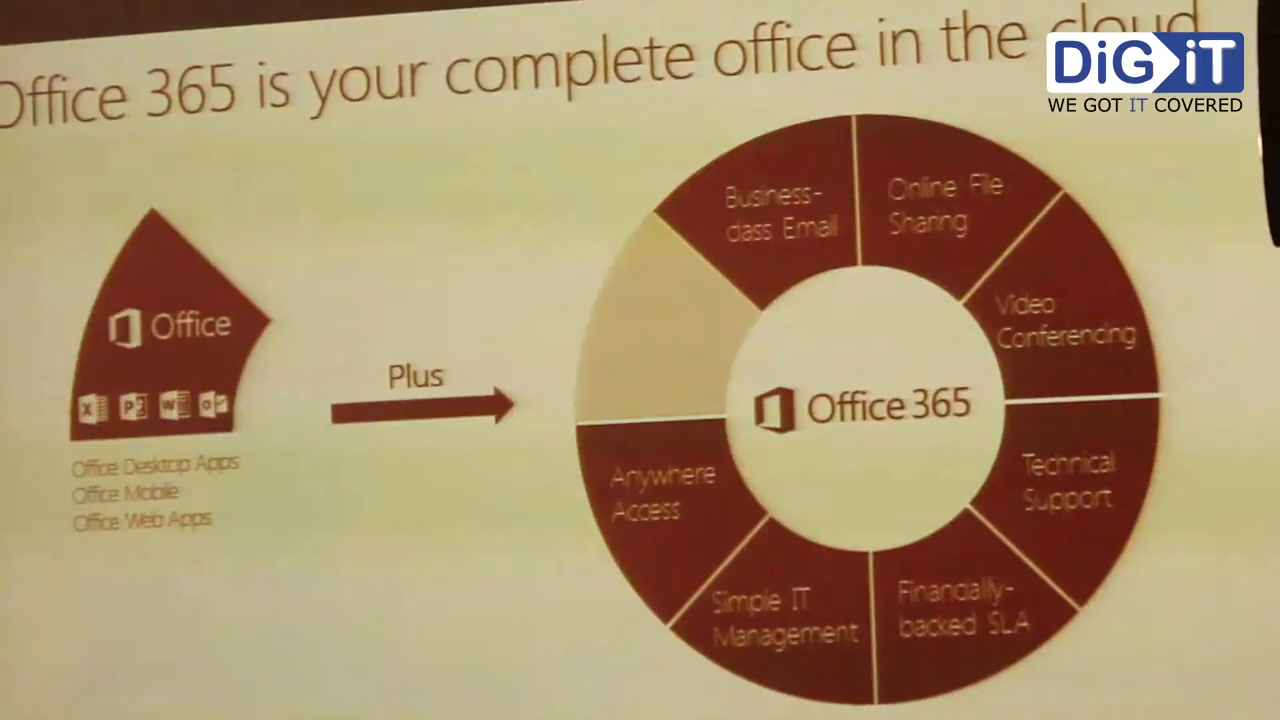 Office 365 is your complete office in the cloud
DiGiT
WE GOT IT COVERED
Business-
class Email
Online File
Sharing
Office
Video
Conferencing
Plus
X P W O
Office 365
Office Desktop Apps
Office Mobile
Office Web Apps
Anywhere
Access
Technical
Support
Simple IT
Management
Financially-
backed SLA